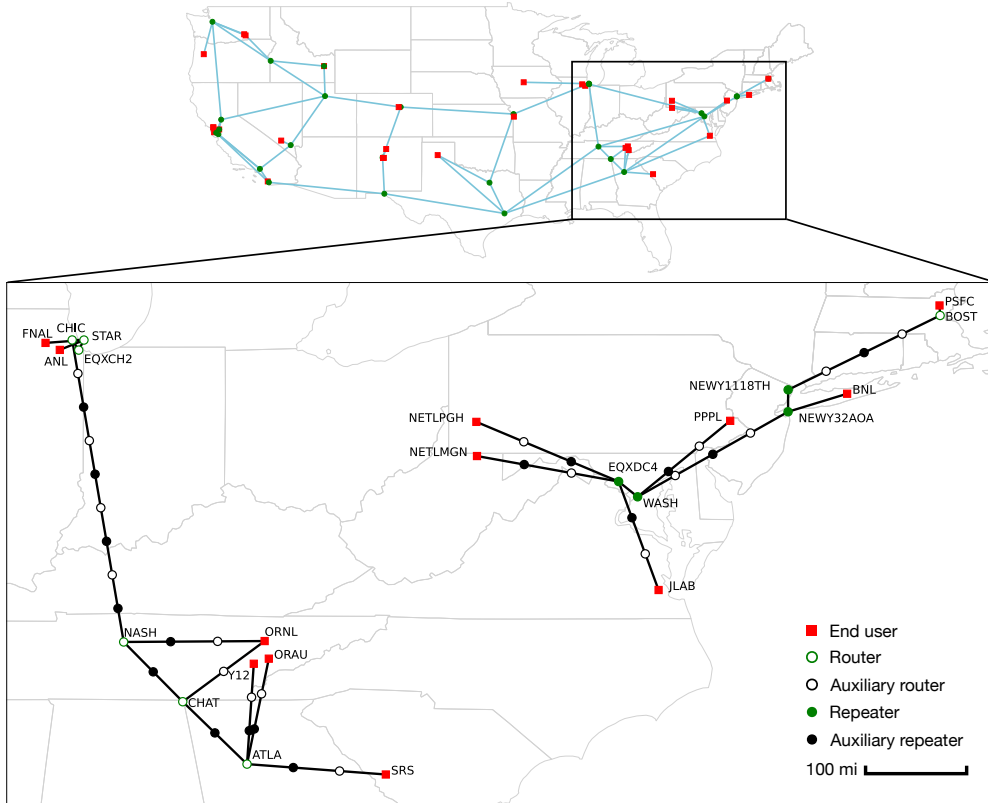 PSFC
BOST
CHIC
FNAL
STAR
ANL
EQXCH2
NEWY1118TH
BNL
NETLPGH
PPPL
NEWY32AOA
NETLMGN
EQXDC4
WASH
JLAB
NASH
ORNL
ORAU
Y12
CHAT
ATLA
SRS
End user
Router
Auxiliary router
Repeater
Auxiliary repeater
100 mi